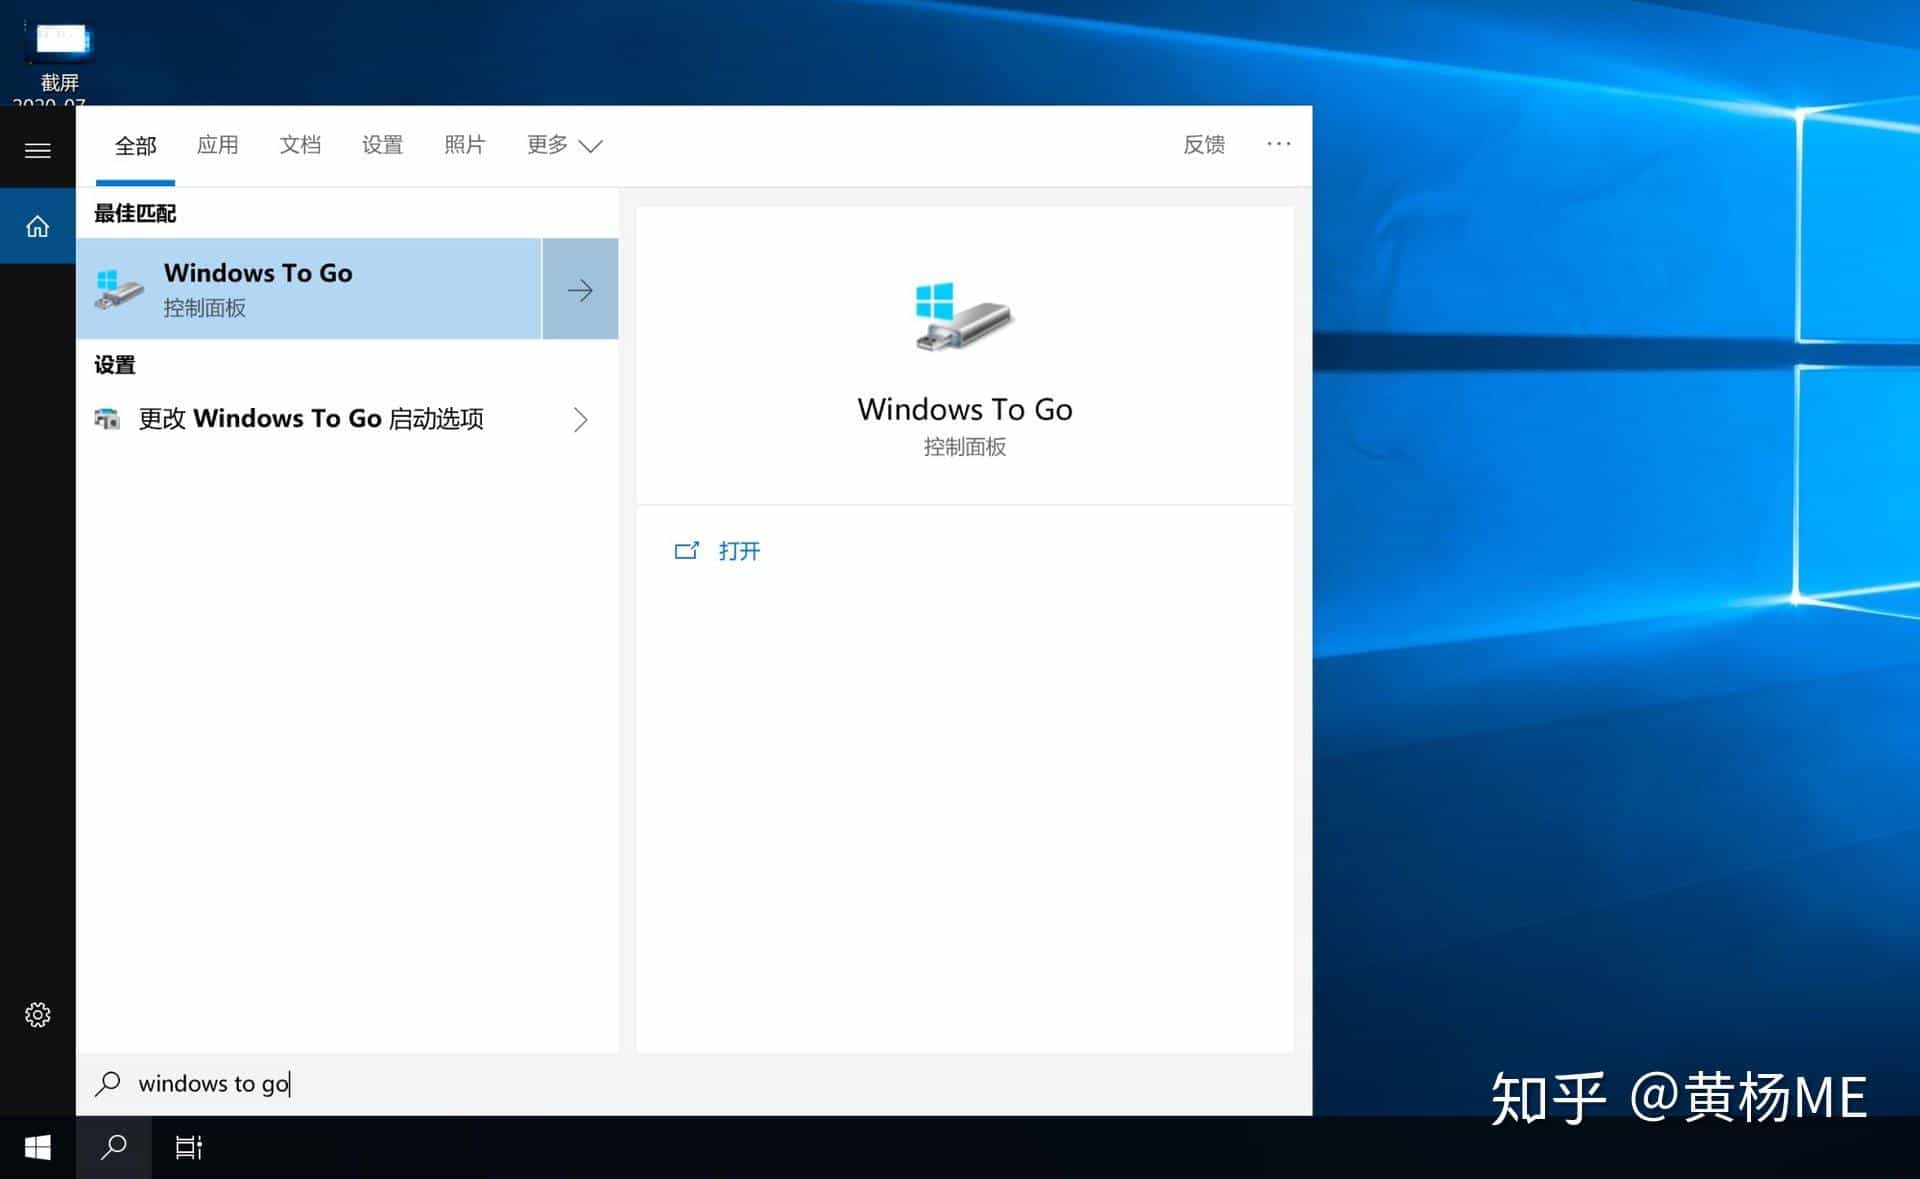 截屏
2020-07
全部 应用 文档 设置 照片 更多 反馈 ...
最佳匹配
Windows To Go
控制面板
设置
更改 Windows To Go 启动选项
Windows To Go
控制面板
打开
windows to go
知乎 @黄杨ME